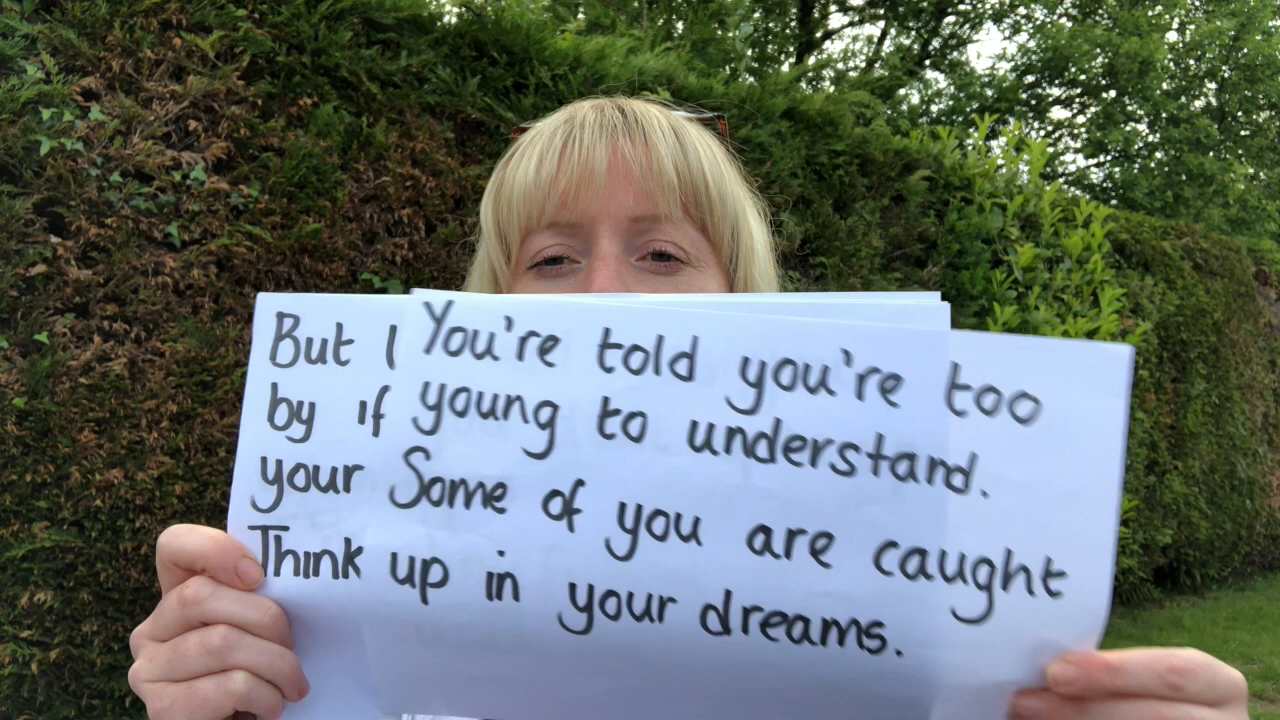 But I You're told you're too
by if young to understand.
your Some of you are caught
Think up in your dreams.